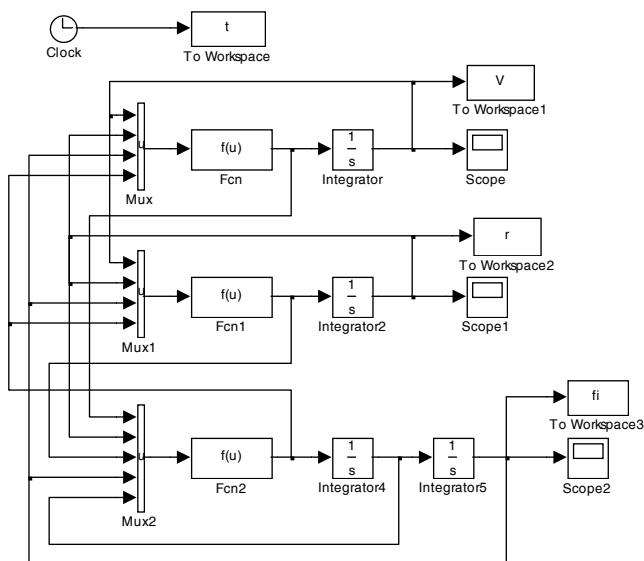 t
Clock
To Workspace
V
To Workspace1
u
f(u)
1
s
Mux
Fcn
Integrator
Scope
r
To Workspace2
u
f(u)
1
s
Mux1
Fcn1
Integrator2
Scope1
fi
To Workspace3
u
f(u)
1
s
1
s
Mux2
Fcn2
Integrator4
Integrator5
Scope2